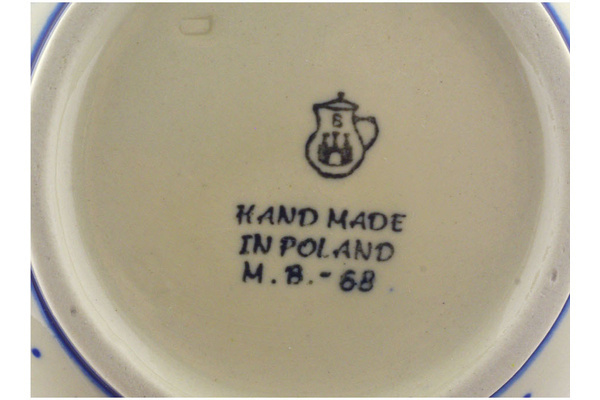 B
HAND MADE
IN POLAND
M.B.-68